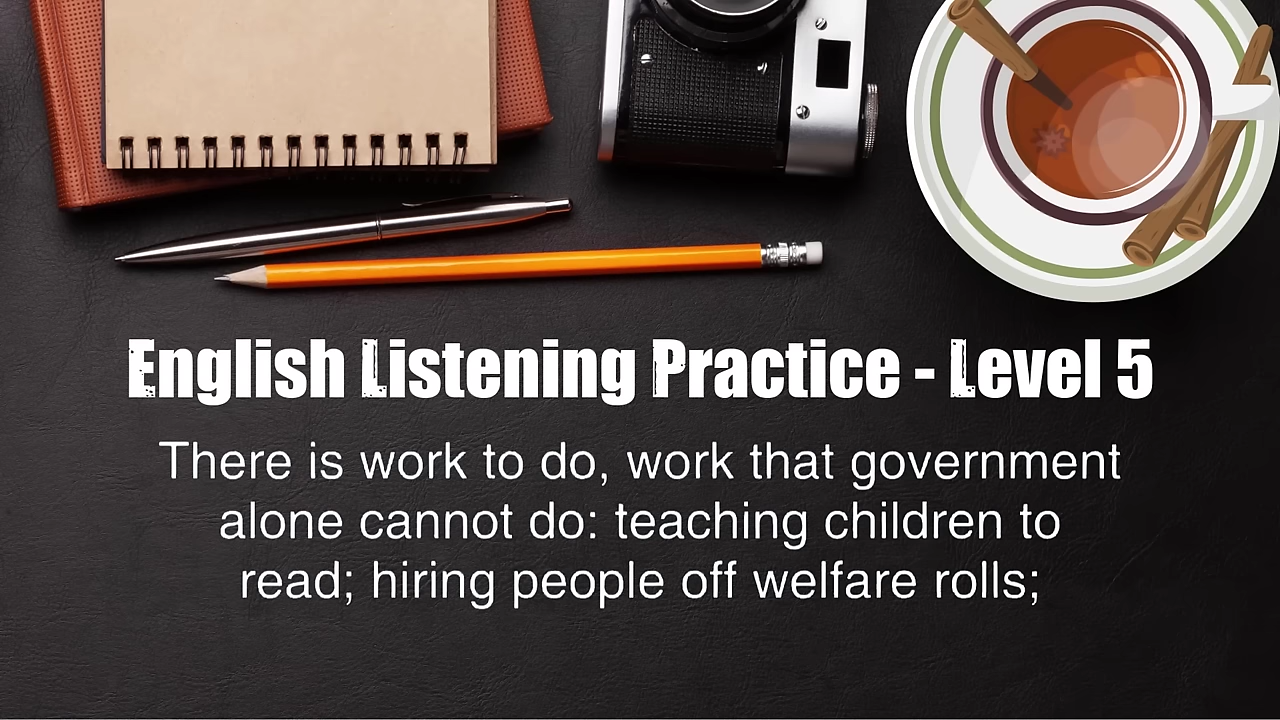 English Listening Practice - Level 5
There is work to do, work that government
alone cannot do: teaching children to
read; hiring people off welfare rolls;